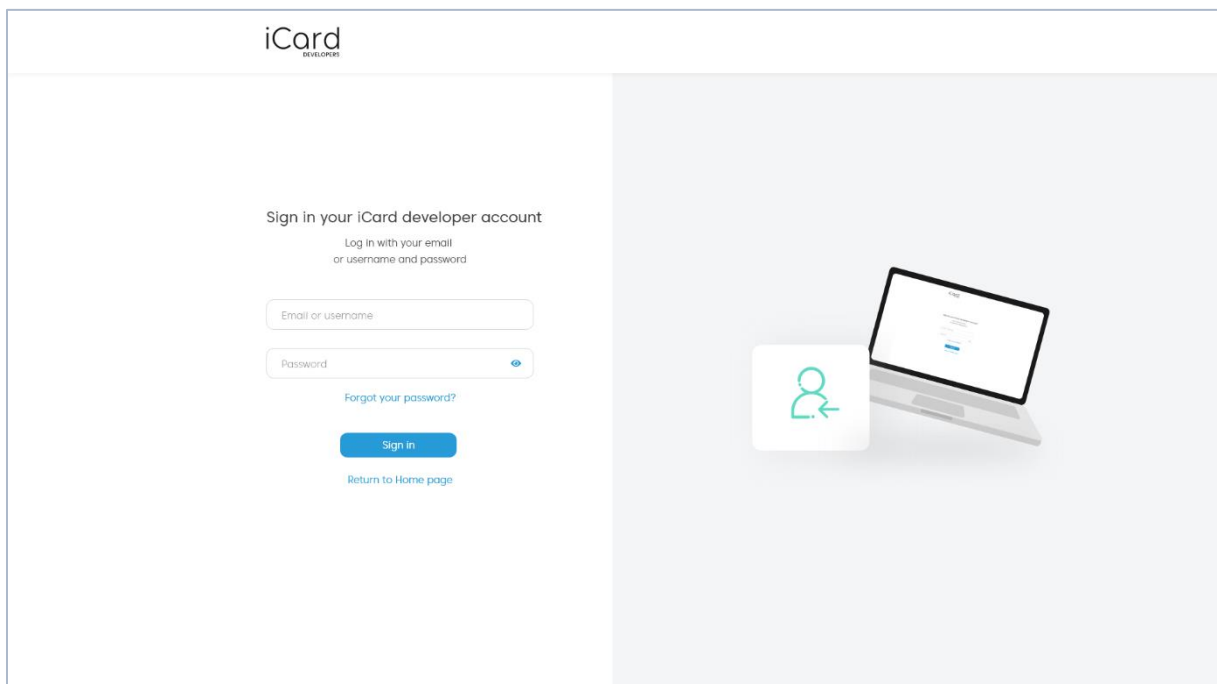 iCard
DEVELOPERS
Sign in your iCard developer account
Log in with your email
or username and password
Email or username
Password
Forgot your password?
Sign in
Return to Home page